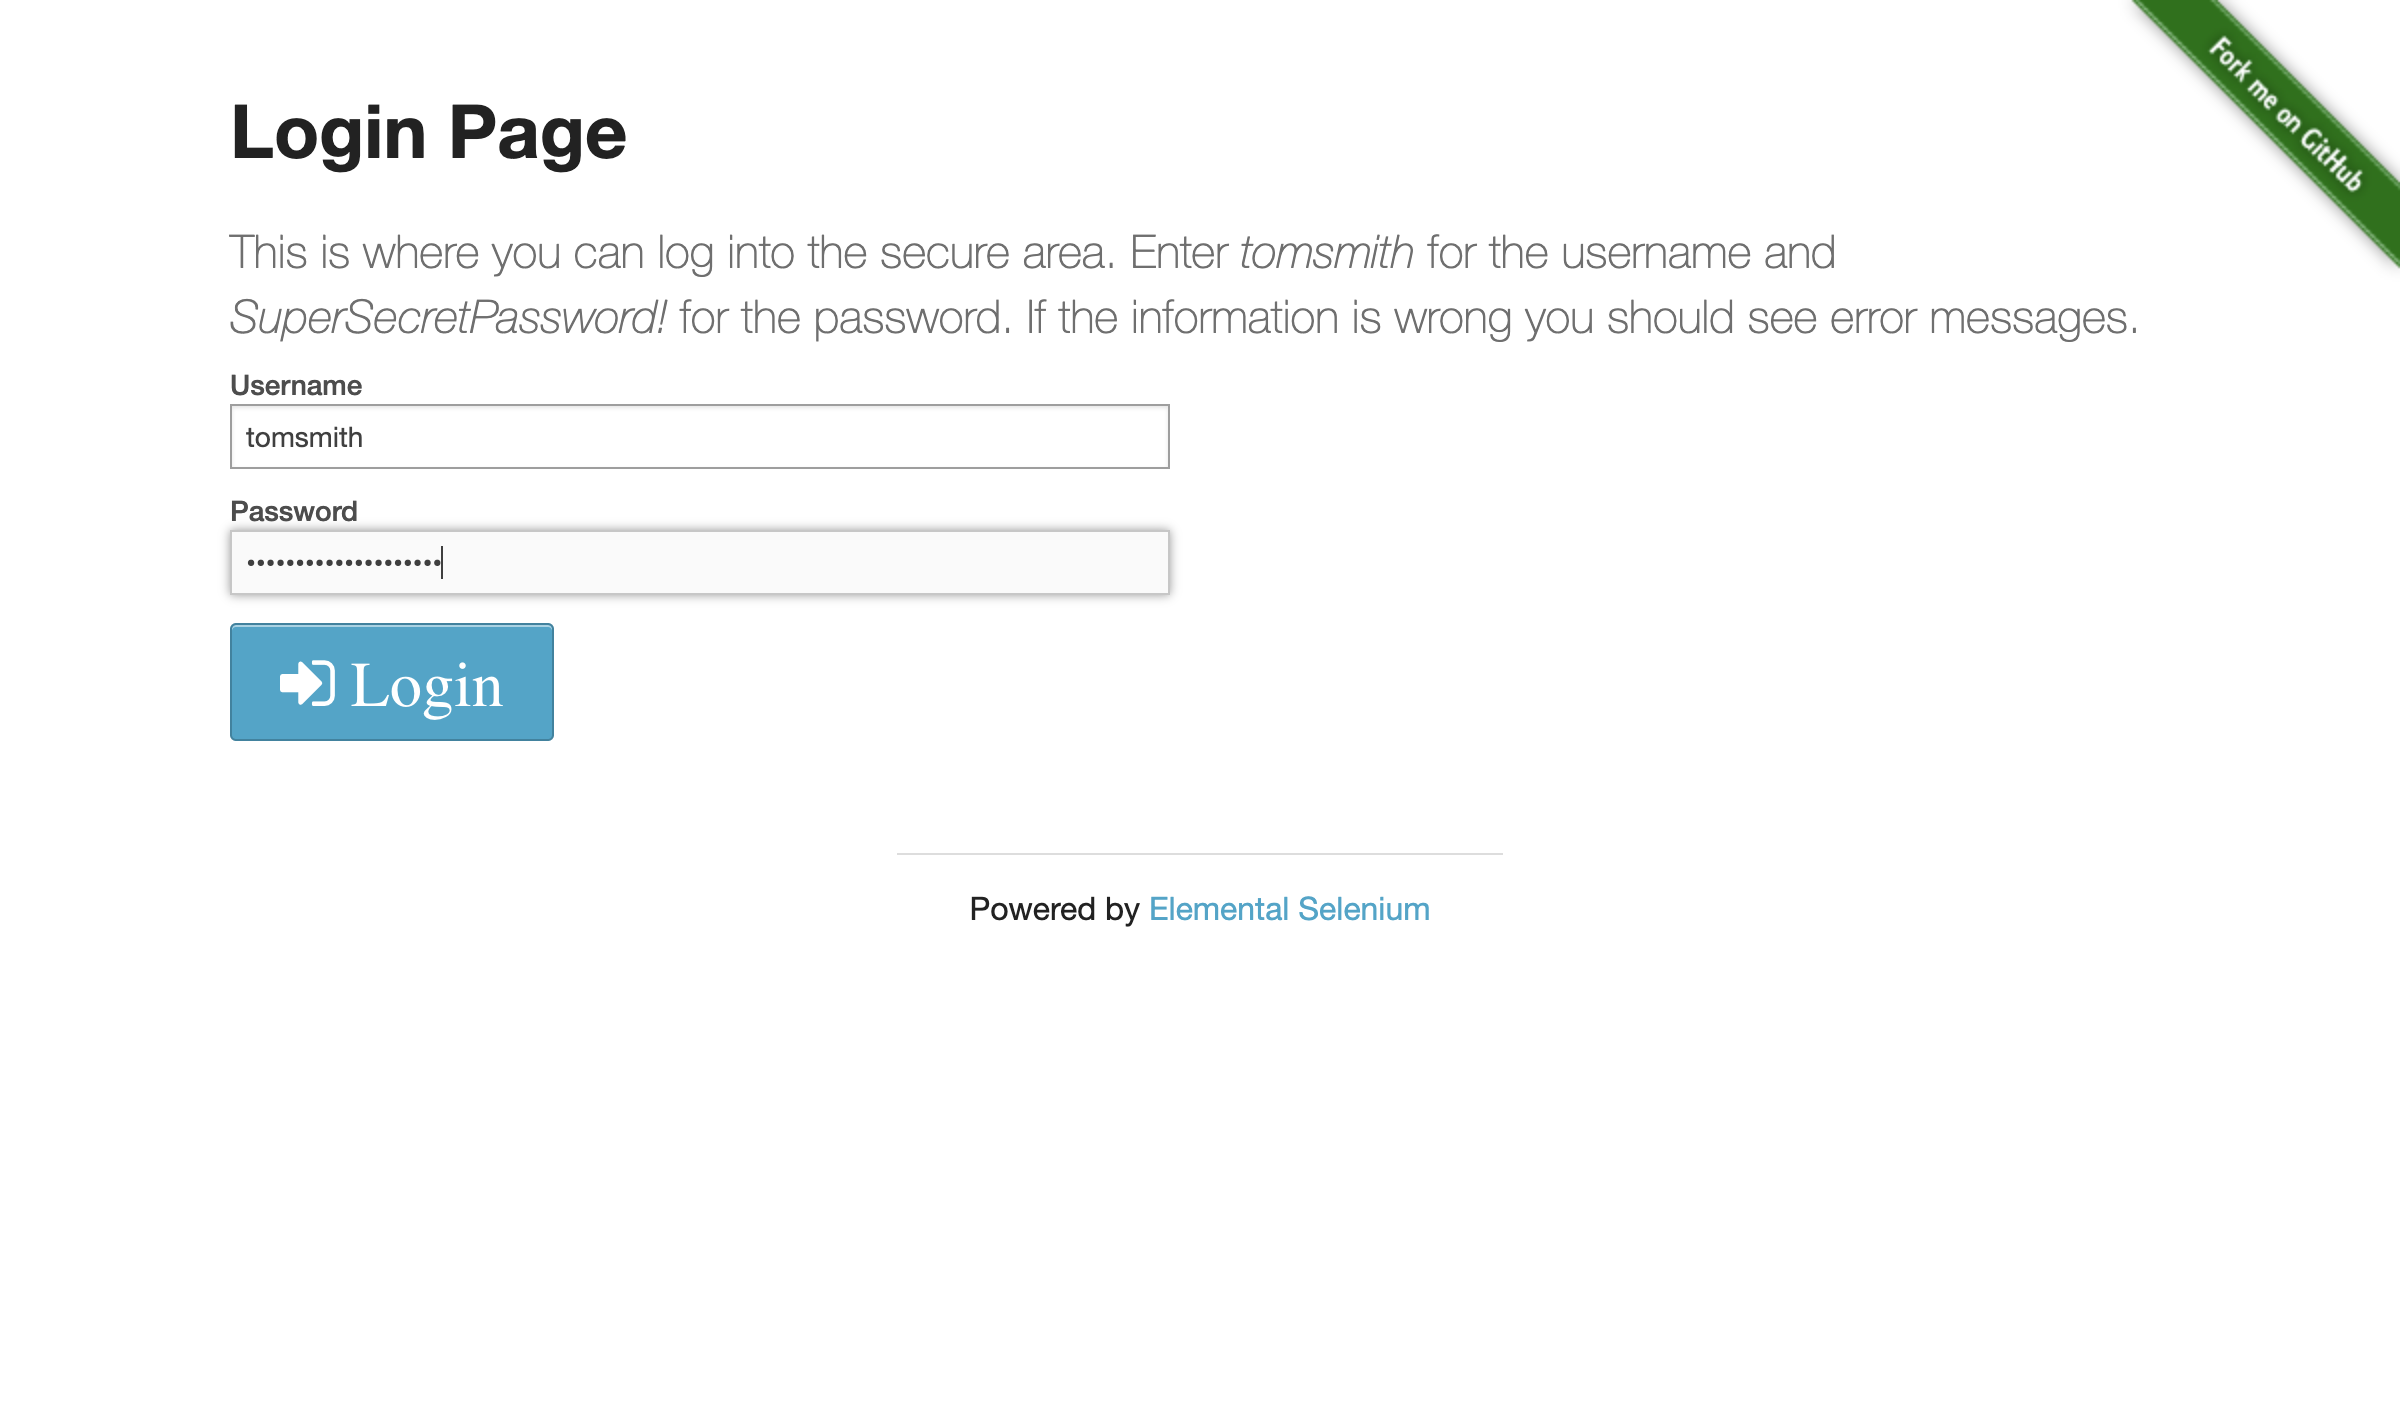 Fork me on GitHub
Login Page
This is where you can log into the secure area. Enter tomsmith for the username and
SuperSecretPassword! for the password. If the information is wrong you should see error messages.
Username
tomsmith
Password
••••••••••••••••••••
Login
Powered by Elemental Selenium